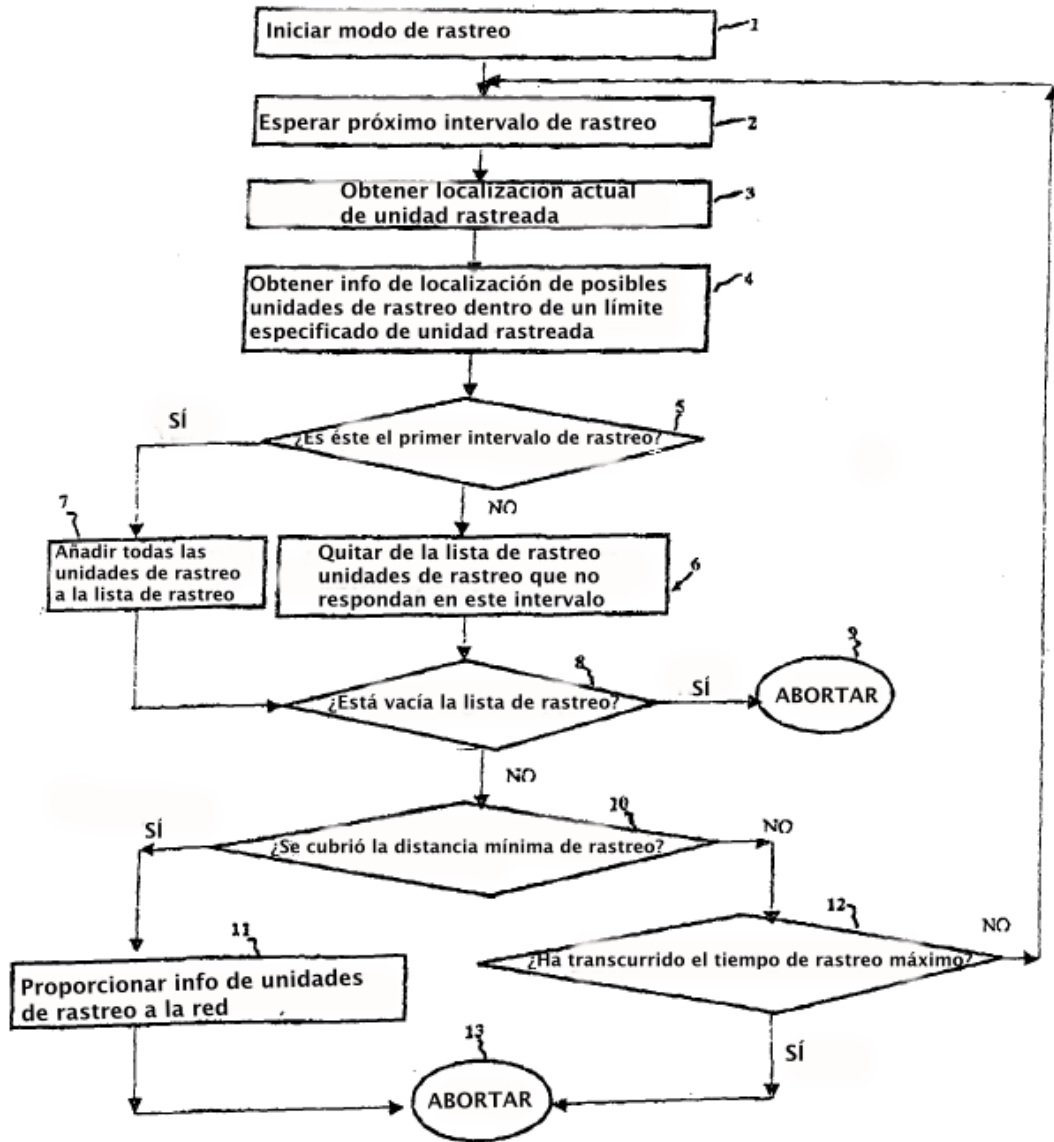 Iniciar modo de rastreo
1
Esperar próximo intervalo de rastreo
2
Obtener localización actual
de unidad rastreada
3
Obtener info de localización de posibles
unidades de rastreo dentro de un límite
especificado de unidad rastreada
4
5
SÍ
¿Es éste el primer intervalo de rastreo?
NO
7
Añadir todas las
unidades de rastreo
a la lista de rastreo
Quitar de la lista de rastreo
unidades de rastreo que no
respondan en este intervalo
6
8
¿Está vacía la lista de rastreo?
SÍ
9
ABORTAR
NO
10
SÍ
¿Se cubrió la distancia mínima de rastreo?
NO
11
Proporcionar info de unidades
de rastreo a la red
12
¿Ha transcurrido el tiempo de rastreo máximo?
NO
SÍ
13
ABORTAR